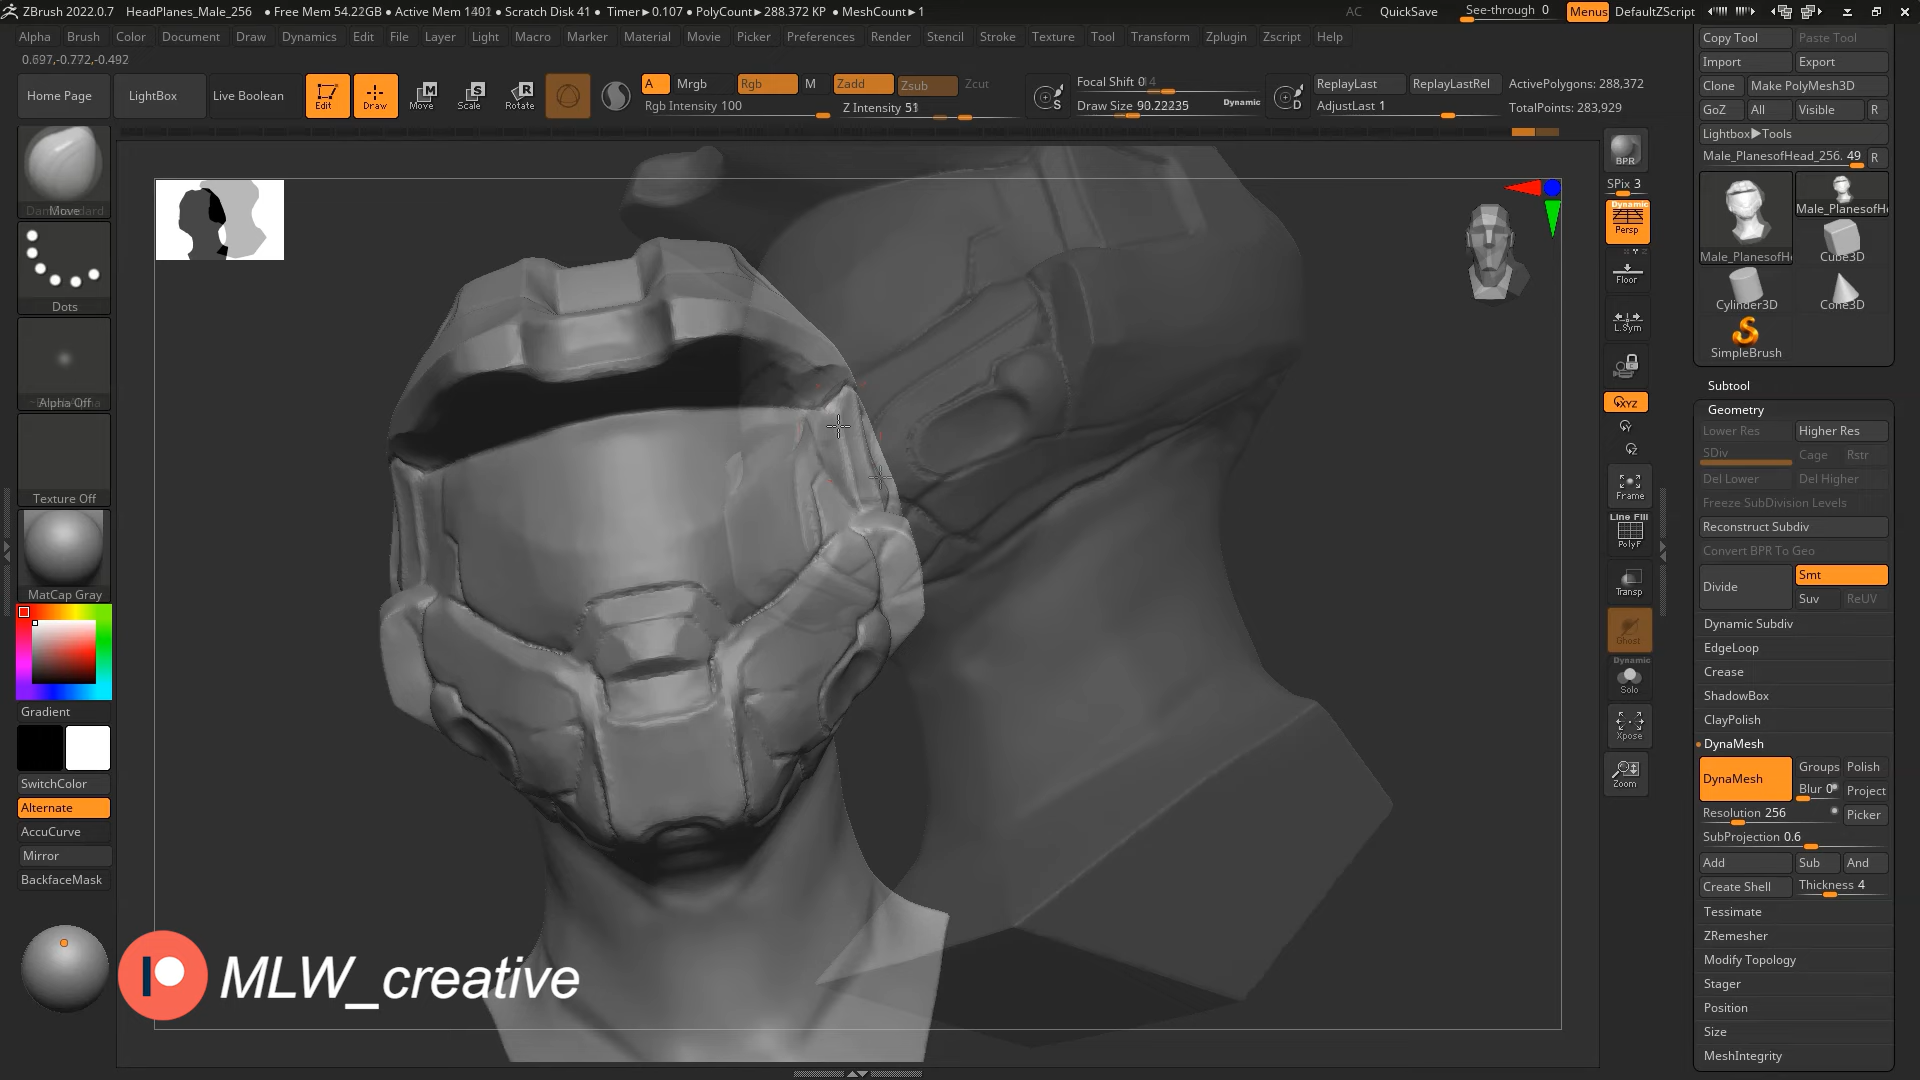 ZBrush 2022.0.7 HeadPlanes_Male_256 ● Free Mem 54.22GB ● Active Mem 1401 ● Scratch Disk 41 ● Timer▶0.107 ● PolyCount▶288.372 KP ● MeshCount▶1 AC QuickSave See-through 0 Menus DefaultZScript
Alpha Brush Color Document Draw Dynamics Edit File Layer Light Macro Marker Material Movie Picker Preferences Render Stencil Stroke Texture Tool Transform Zplugin Zscript Help
0.697,-0.772,-0.492
Home Page LightBox Live Boolean Edit Draw Move Scale Rotate
A Mrgb Rgb M Zadd Zsub Zcut
Rgb Intensity 100 Z Intensity 51
S Focal Shift 0
Draw Size 90.22235 Dynamic
D ReplayLast ReplayLastRel ActivePolygons: 288,372
AdjustLast 1 TotalPoints: 283,929
Move
Dots
Alpha Off
Texture Off
MatCap Gray
Gradient
SwitchColor
Alternate
AccuCurve
Mirror
BackfaceMask
MLW_creative
BPR
SPix 3
Dynamic
Persp
Floor
L.Sym
XYZ
Frame
Line Fill
PolyF
Transp
Ghost
Dynamic
Solo
Xpose
Zoom
Copy Tool Paste Tool
Import Export
Clone Make PolyMesh3D
GoZ All Visible R
Lightbox▶Tools
Male_PlanesofHead_256. 49 R
Male_PlanesofH Male_PlanesofH
Cube3D
Cylinder3D Cone3D
SimpleBrush
Subtool
Geometry
Lower Res Higher Res
SDiv Cage Rstr
Del Lower Del Higher
Freeze SubDivision Levels
Reconstruct Subdiv
Convert BPR To Geo
Divide Smt
Suv ReUV
Dynamic Subdiv
EdgeLoop
Crease
ShadowBox
ClayPolish
DynaMesh
DynaMesh Groups Polish
Blur 0 Project
Resolution 256 Picker
SubProjection 0.6
Add Sub And
Create Shell Thickness 4
Tessimate
ZRemesher
Modify Topology
Stager
Position
Size
MeshIntegrity